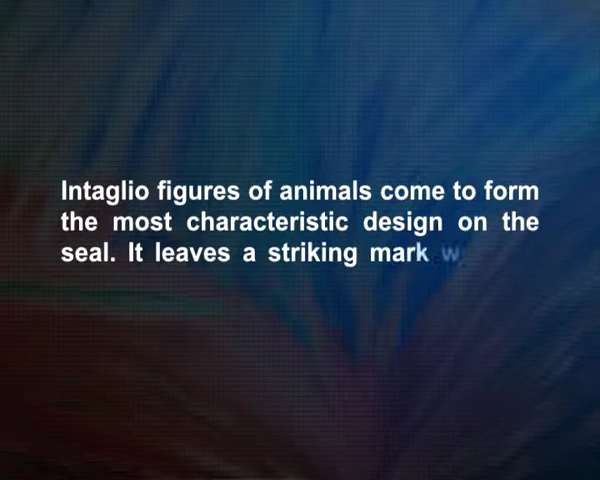 Intaglio figures of animals come to form
the most characteristic design on the
seal. It leaves a striking mark